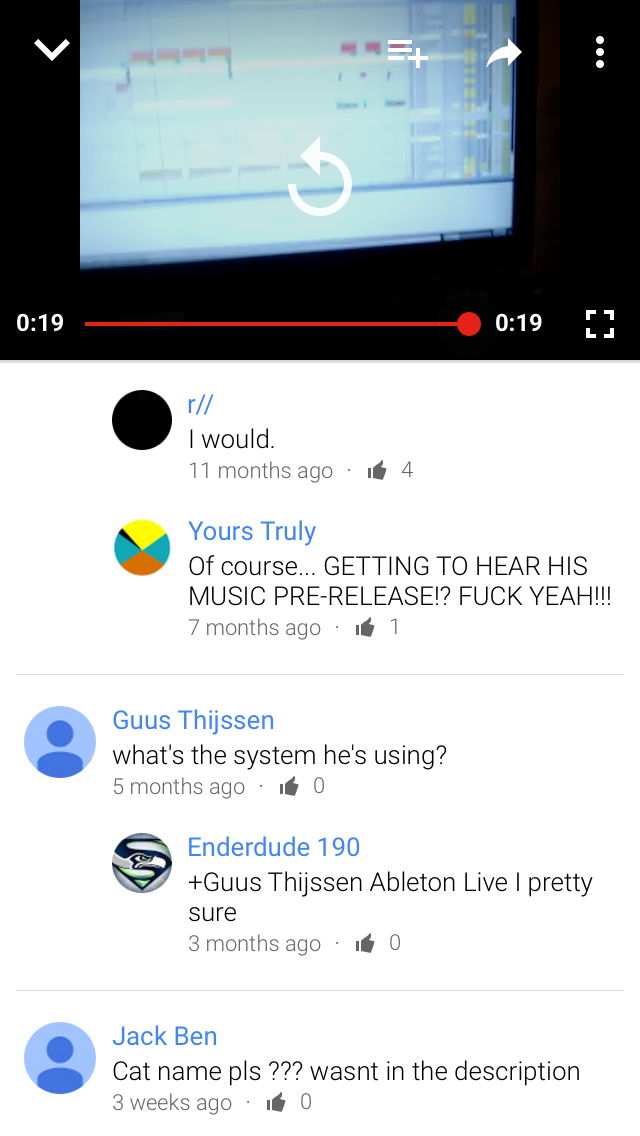 0:19
0:19
r//
I would.
11 months ago · 4
Yours Truly
Of course... GETTING TO HEAR HIS
MUSIC PRE-RELEASE!? FUCK YEAH!!!
7 months ago · 1
Guus Thijssen
what's the system he's using?
5 months ago · 0
Enderdude 190
+Guus Thijssen Ableton Live I pretty
sure
3 months ago · 0
Jack Ben
Cat name pls ??? wasnt in the description
3 weeks ago · 0